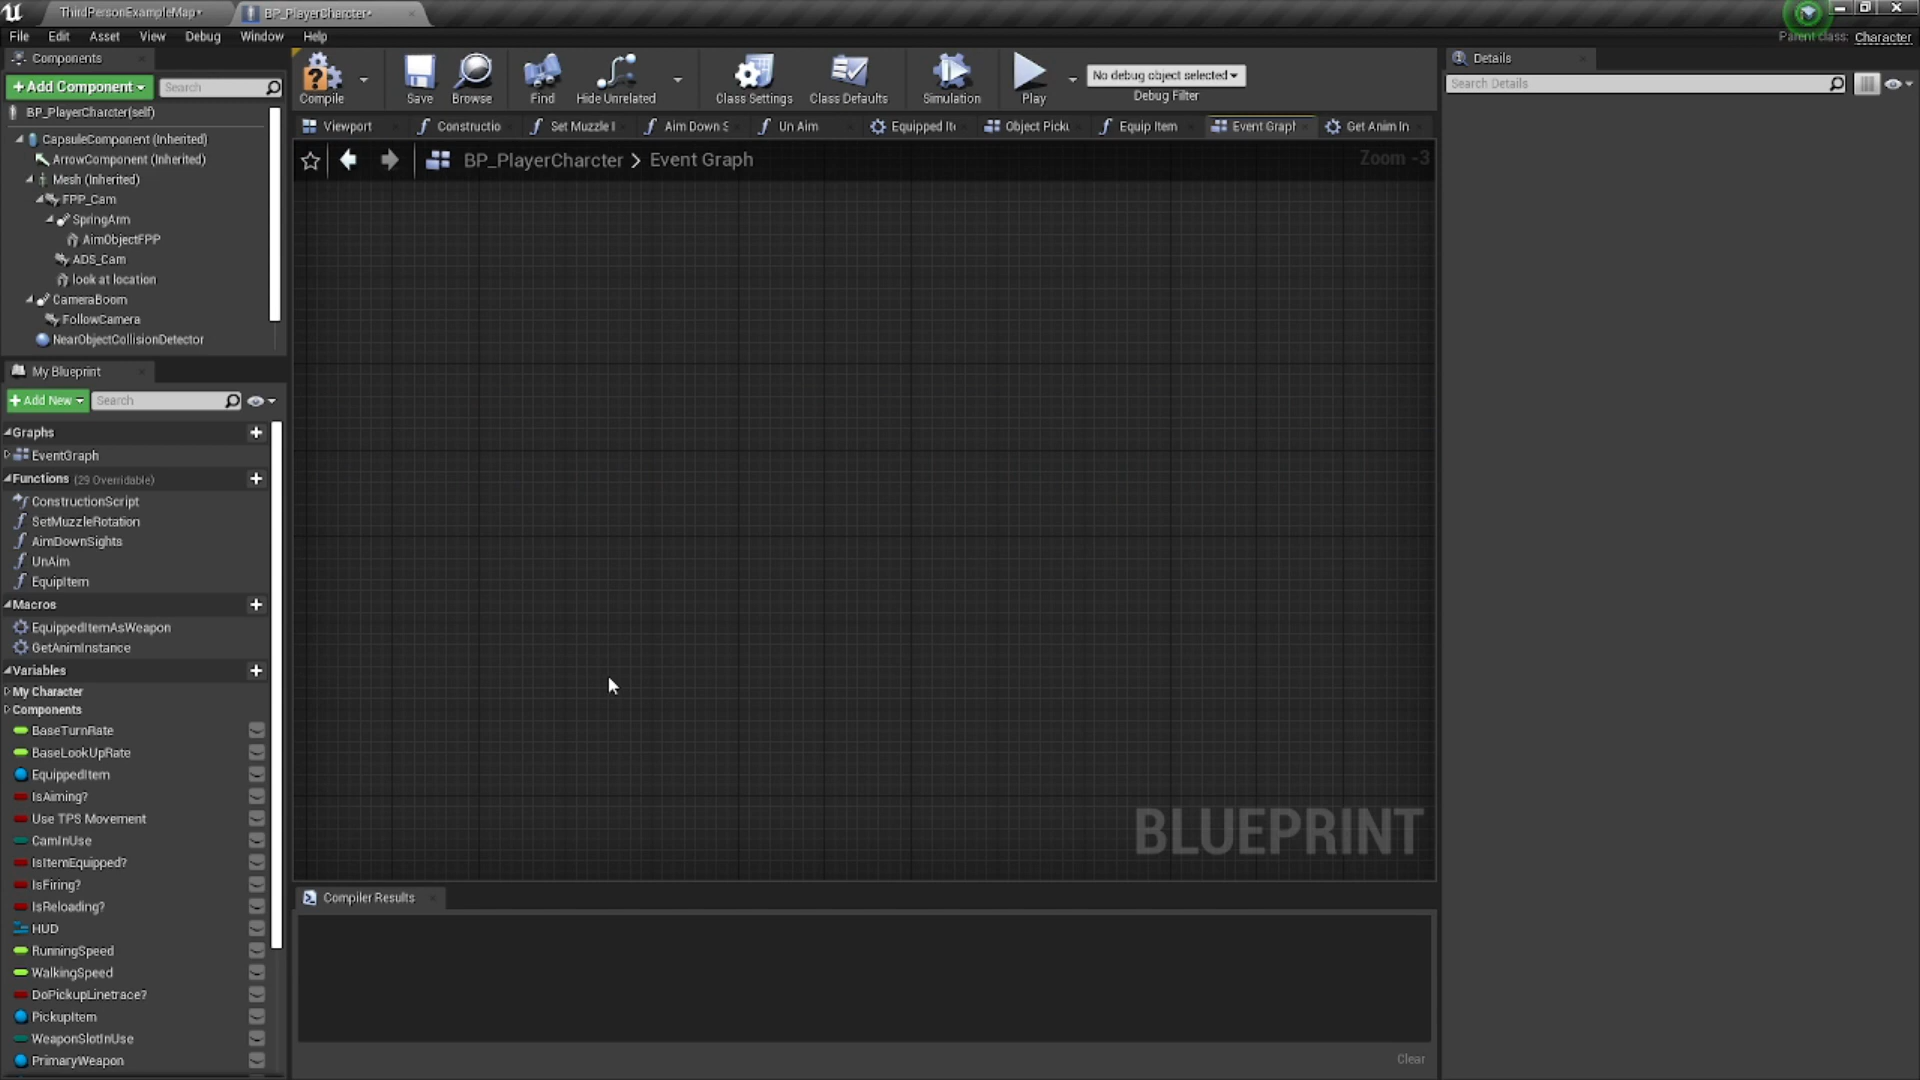 ThirdPersonExampleMap*
BP_PlayerCharcter*
File Edit Asset View Debug Window Help
Parent class: Character
Components
+Add Component
Search
BP_PlayerCharcter(self)
CapsuleComponent (Inherited)
ArrowComponent (Inherited)
Mesh (Inherited)
FPP_Cam
SpringArm
AimObjectFPP
ADS_Cam
look at location
CameraBoom
FollowCamera
NearObjectCollisionDetector
My Blueprint
+Add New
Search
Graphs
EventGraph
Functions (29 Overridable)
ConstructionScript
SetMuzzleRotation
AimDownSights
UnAim
EquipItem
Macros
EquippedItemAsWeapon
GetAnimInstance
Variables
My Character
Components
BaseTurnRate
BaseLookUpRate
EquippedItem
IsAiming?
Use TPS Movement
CamInUse
IsItemEquipped?
IsFiring?
IsReloading?
HUD
RunningSpeed
WalkingSpeed
DoPickupLinetrace?
PickupItem
WeaponSlotInUse
PrimaryWeapon
Compile
Save
Browse
Find
Hide Unrelated
Class Settings
Class Defaults
Simulation
Play
No debug object selected
Debug Filter
Viewport
Constructio
Set Muzzle I
Aim Down S
Un Aim
Equipped Ite
Object Picku
Equip Item
Event Graph
Get Anim In
BP_PlayerCharcter > Event Graph
Zoom -3
BLUEPRINT
Compiler Results
Clear
Details
Search Details